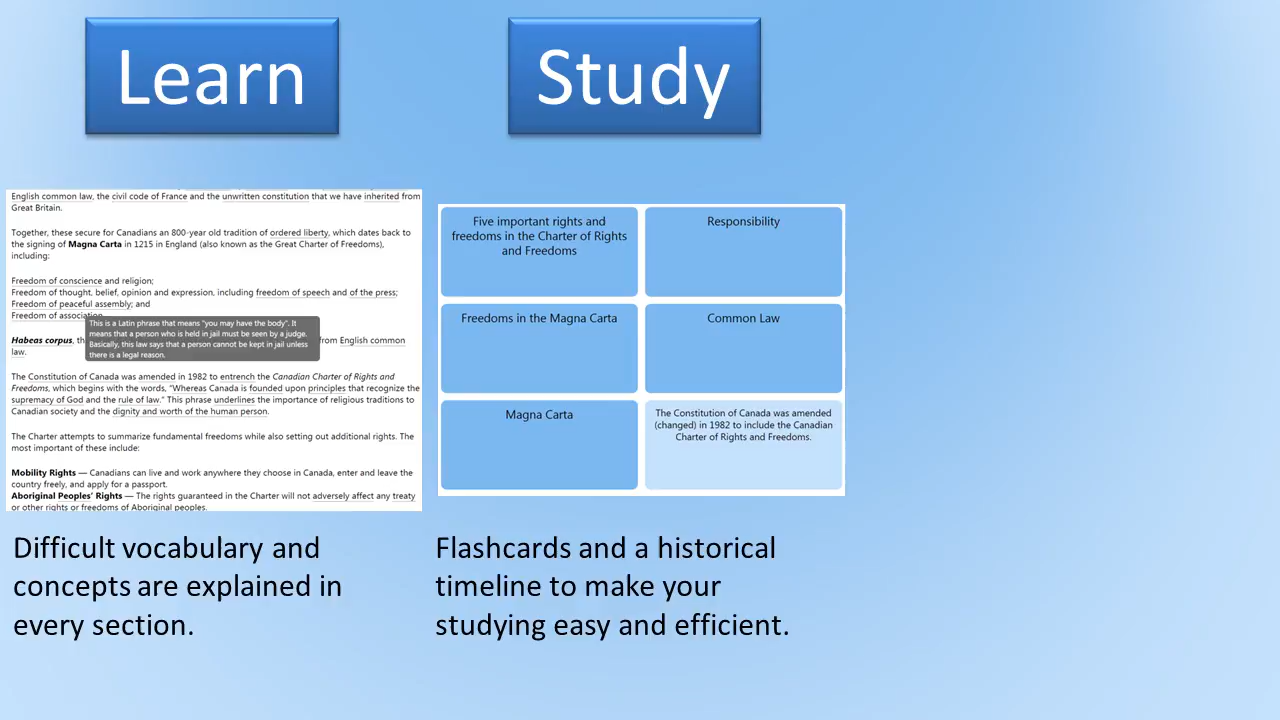 Learn
Study
English common law, the civil code of France and the unwritten constitution that we have inherited from
Great Britain.
Together, these secure for Canadians an 800-year old tradition of ordered liberty, which dates back to
the signing of Magna Carta in 1215 in England (also known as the Great Charter of Freedoms),
including:
Freedom of conscience and religion;
Freedom of thought, belief, opinion and expression, including freedom of speech and of the press;
Freedom of peaceful assembly; and
Freedom of association.
This is a Latin phrase that means "you may have the body". It
means that a person who is held in jail must be seen by a judge.
Basically, this law says that a person cannot be kept in jail unless
there is a legal reason.
Habeas corpus, th from English common
law.
The Constitution of Canada was amended in 1982 to entrench the Canadian Charter of Rights and
Freedoms, which begins with the words, “Whereas Canada is founded upon principles that recognize the
supremacy of God and the rule of law.” This phrase underlines the importance of religious traditions to
Canadian society and the dignity and worth of the human person.
The Charter attempts to summarize fundamental freedoms while also setting out additional rights. The
most important of these include:
Mobility Rights — Canadians can live and work anywhere they choose in Canada, enter and leave the
country freely, and apply for a passport.
Aboriginal Peoples’ Rights — The rights guaranteed in the Charter will not adversely affect any treaty
or other rights or freedoms of Aboriginal peoples.
Five important rights and
freedoms in the Charter of Rights
and Freedoms
Responsibility
Freedoms in the Magna Carta
Common Law
Magna Carta
The Constitution of Canada was amended
(changed) in 1982 to include the Canadian
Charter of Rights and Freedoms.
Difficult vocabulary and
concepts are explained in
every section.
Flashcards and a historical
timeline to make your
studying easy and efficient.